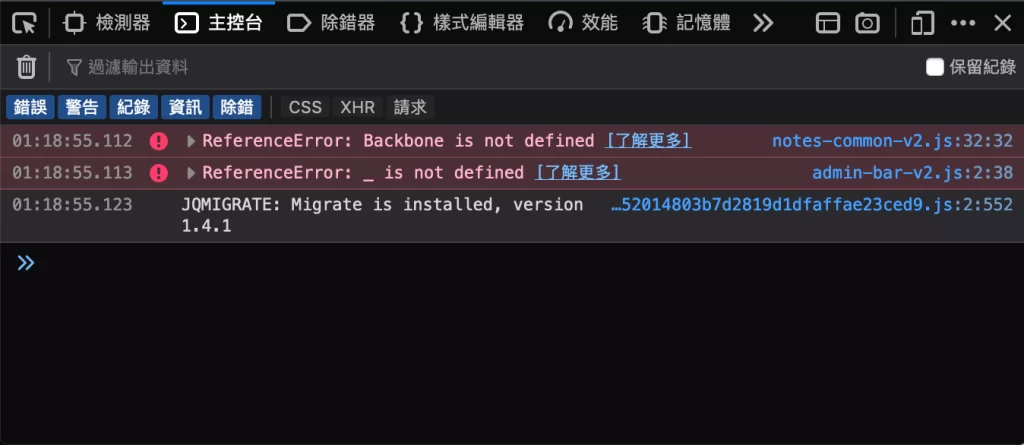 檢測器 主控台 除錯器 樣式編輯器 效能 記憶體
過濾輸出資料 保留紀錄
錯誤 警告 紀錄 資訊 除錯 CSS XHR 請求
01:18:55.112 ReferenceError: Backbone is not defined [了解更多] notes-common-v2.js:32:32
01:18:55.113 ReferenceError: _ is not defined [了解更多] admin-bar-v2.js:2:38
01:18:55.123 JQMIGRATE: Migrate is installed, version …52014803b7d2819d1dfaffae23ced9.js:2:552
1.4.1